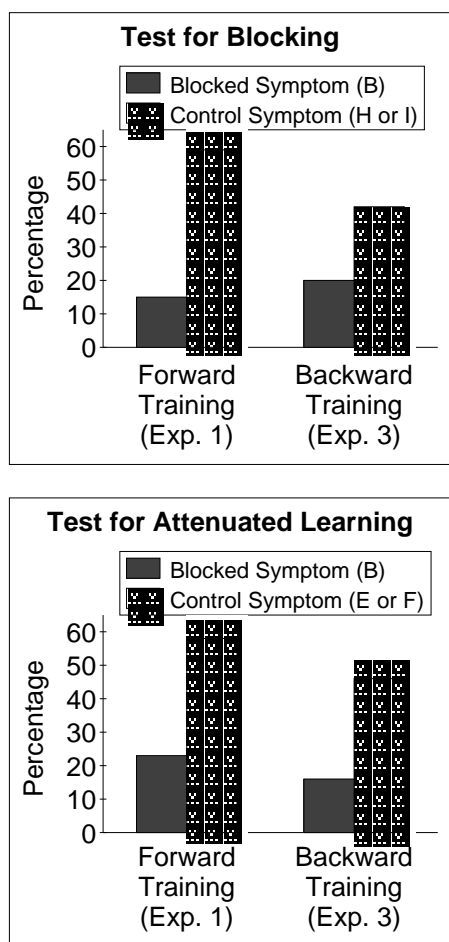 Test for Blocking
Blocked Symptom (B)
Control Symptom (H or I)
Percentage
60
50
40
30
20
10
0
Forward Training (Exp. 1)
Backward Training (Exp. 3)
Test for Attenuated Learning
Blocked Symptom (B)
Control Symptom (E or F)
Percentage
60
50
40
30
20
10
0
Forward Training (Exp. 1)
Backward Training (Exp. 3)